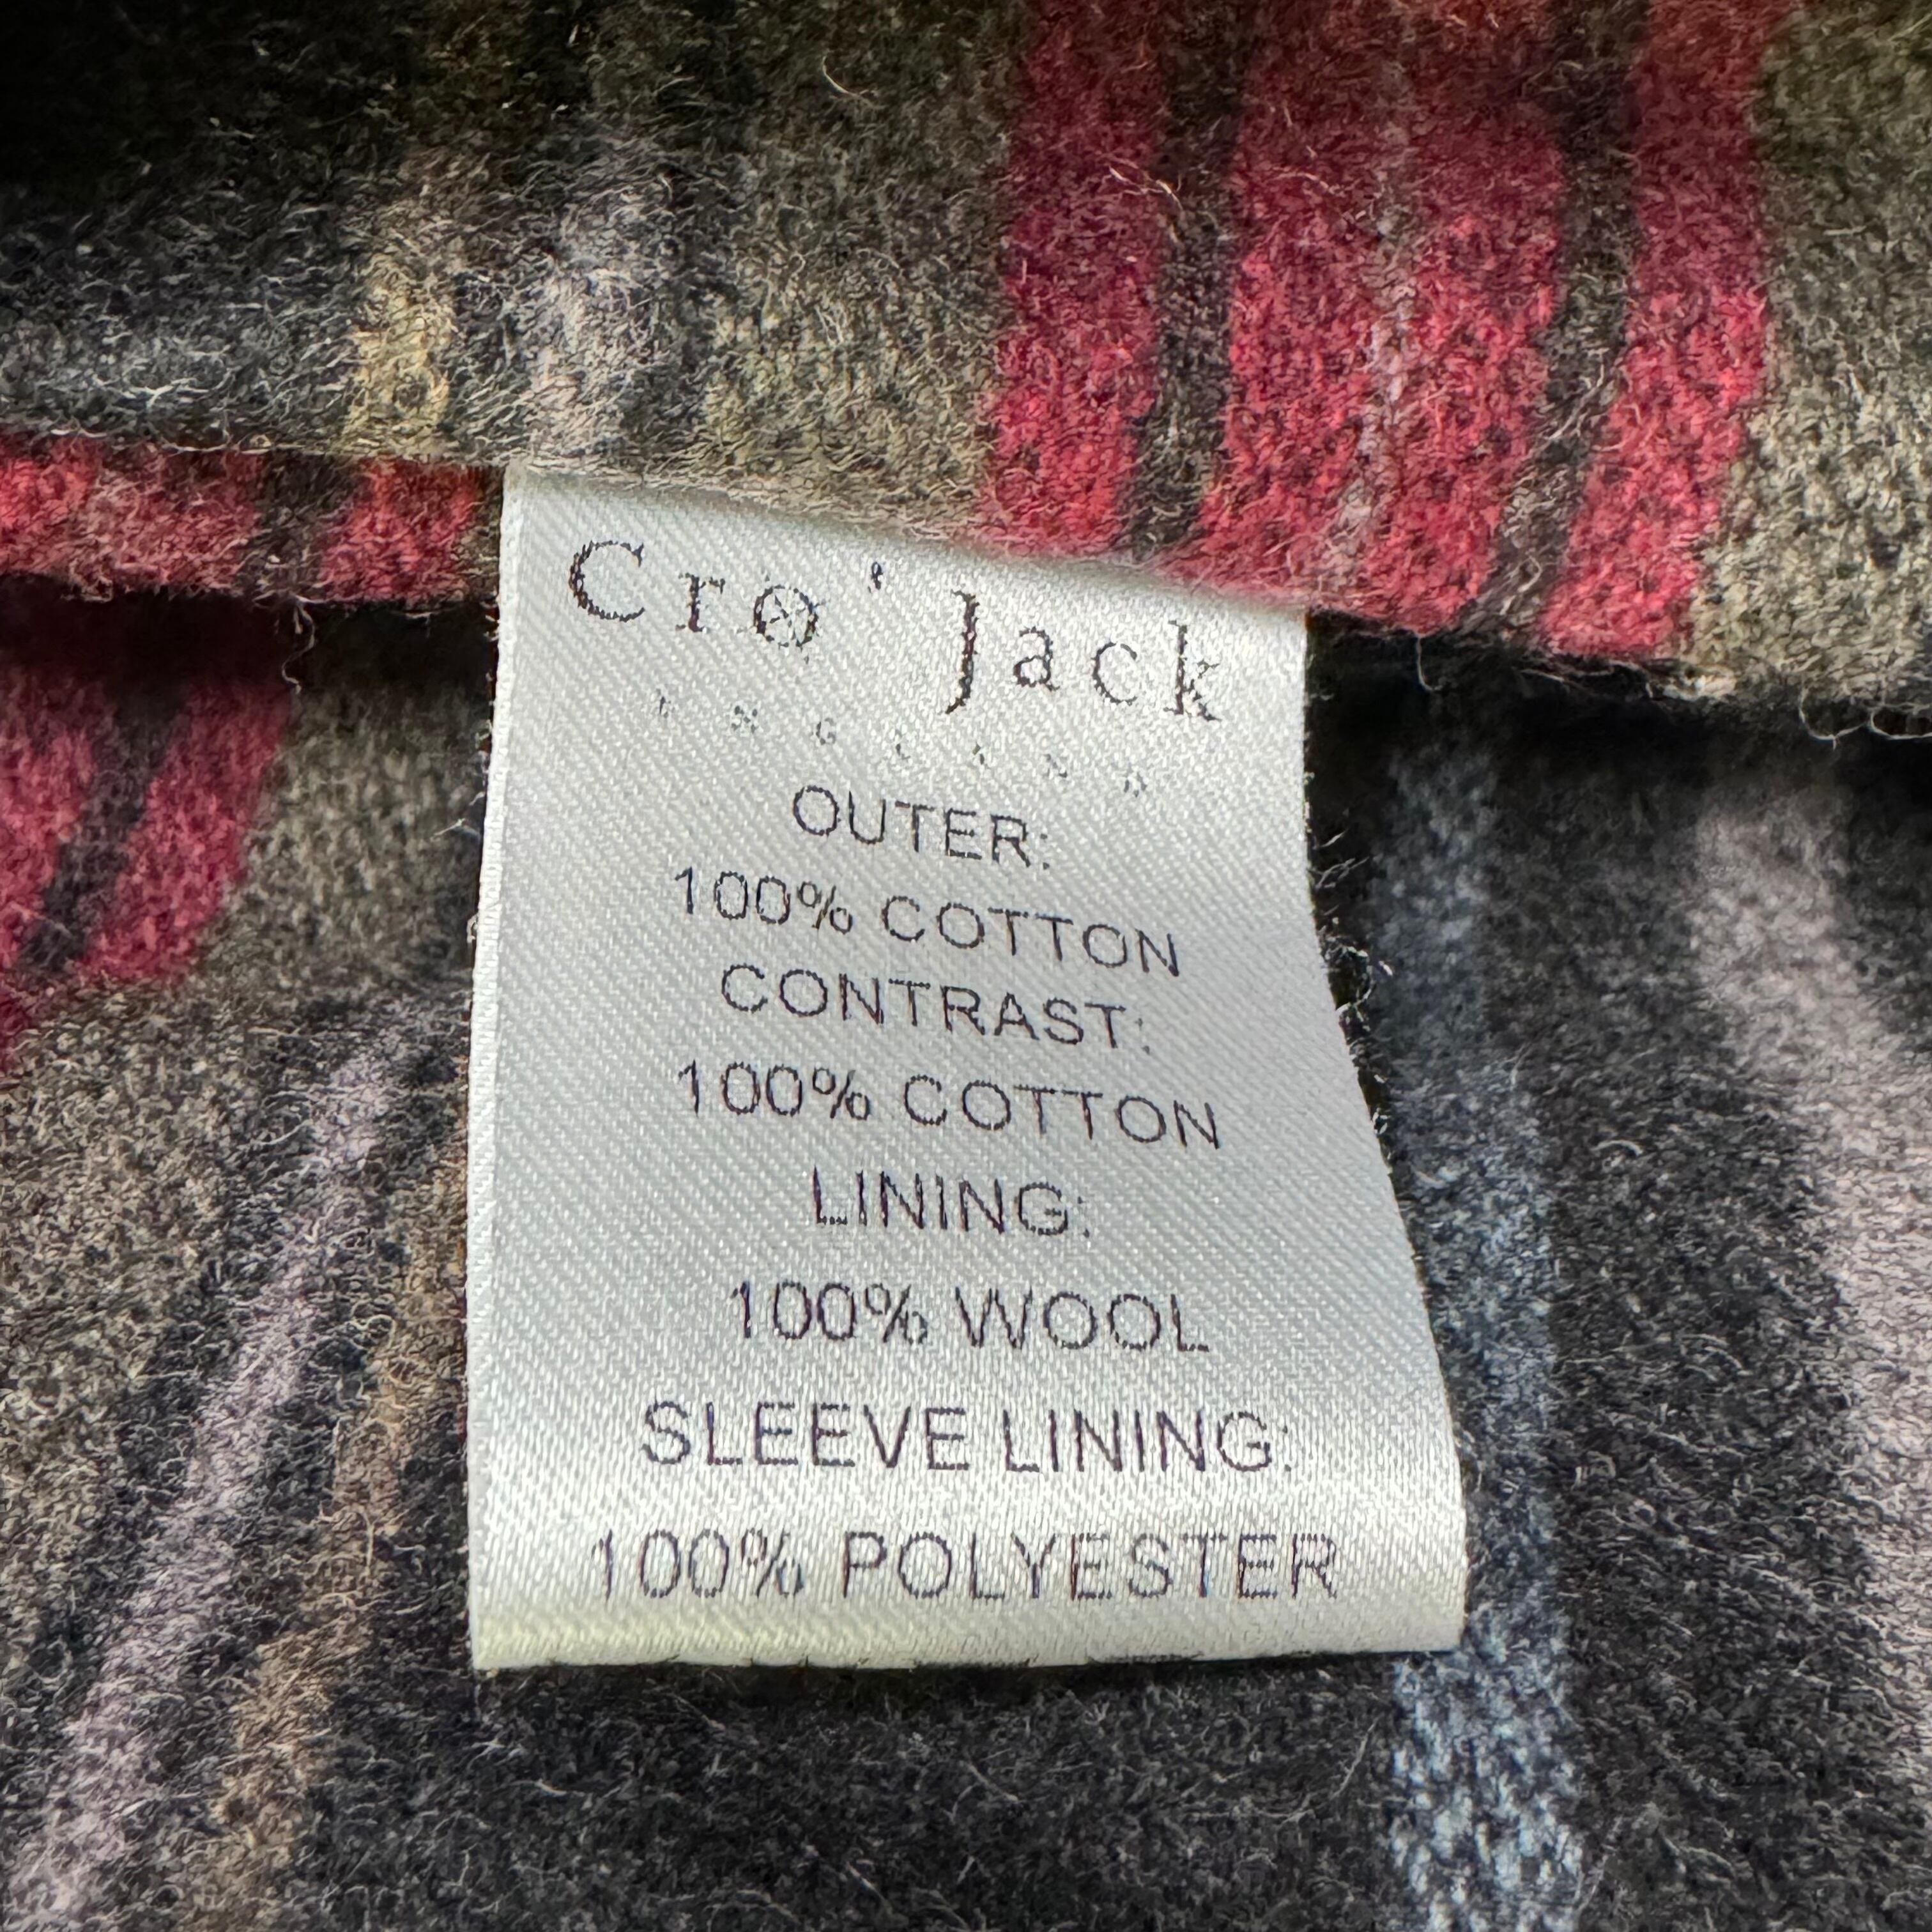 Cro'Jack
ENGLAND
OUTER:
100% COTTON
CONTRAST:
100% COTTON
LINING:
100% WOOL
SLEEVE LINING:
100% POLYESTER